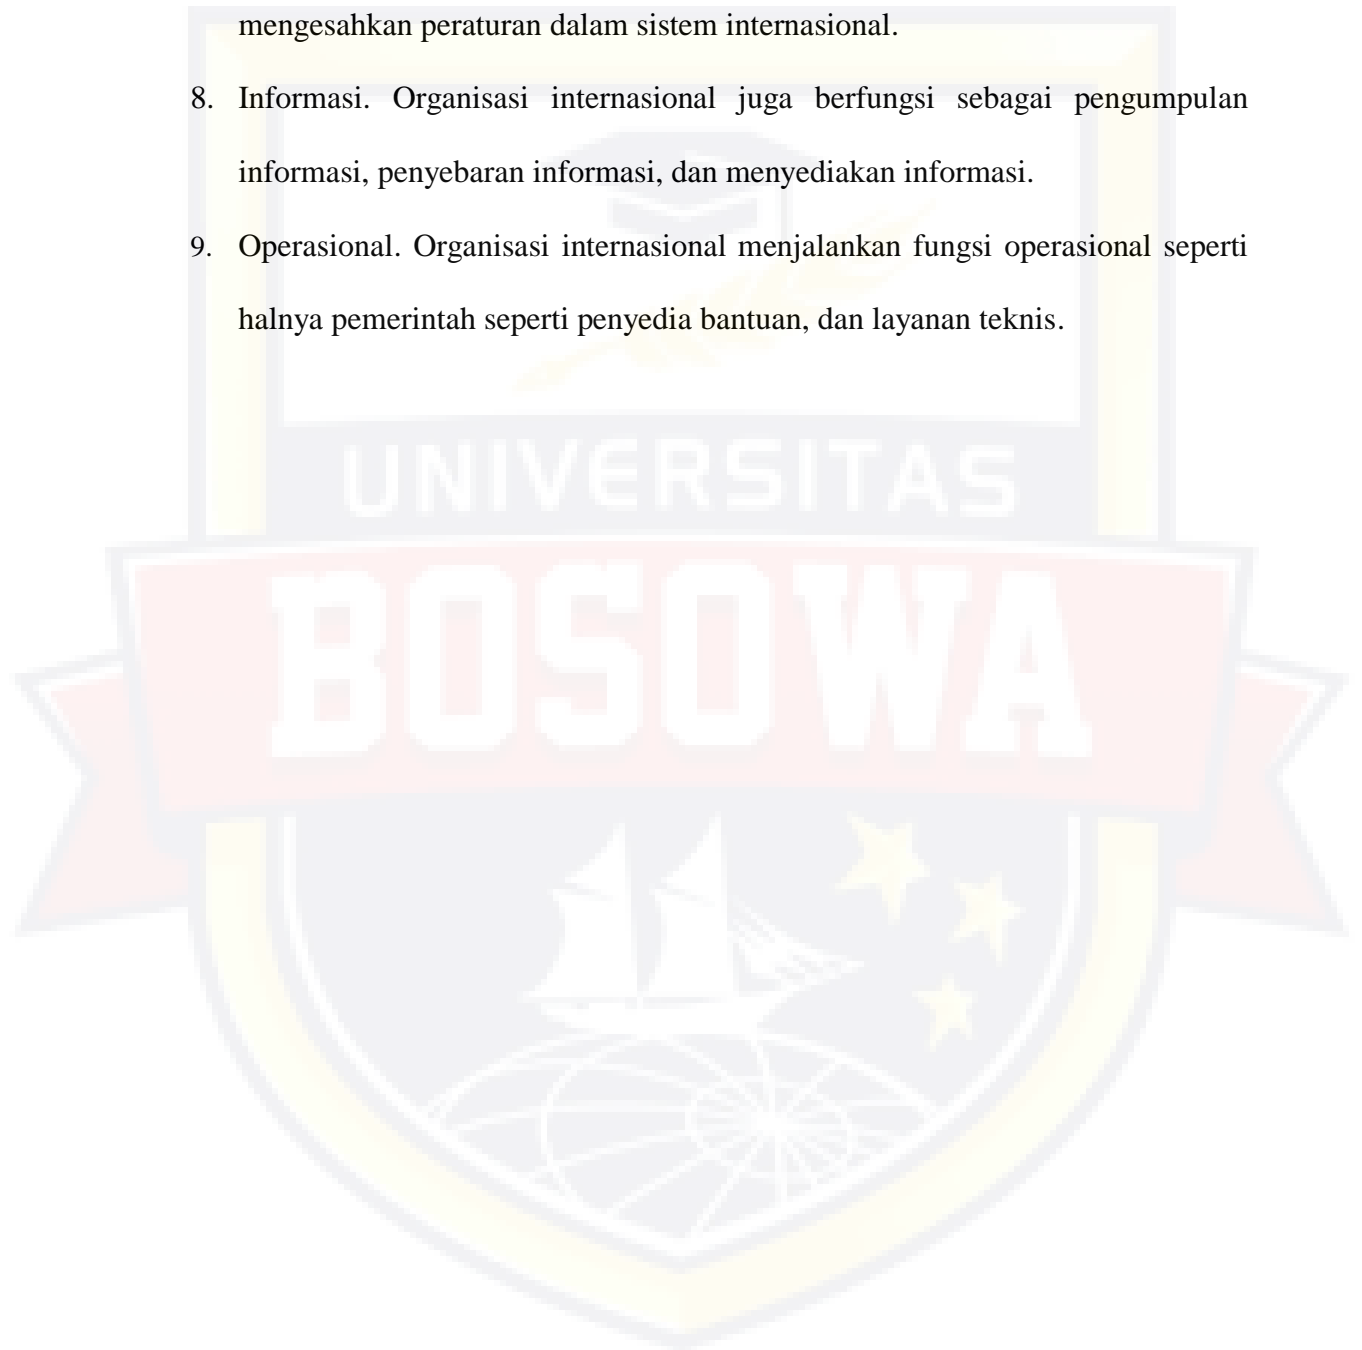 mengesahkan peraturan dalam sistem internasional.
8. Informasi. Organisasi internasional juga berfungsi sebagai pengumpulan
informasi, penyebaran informasi, dan menyediakan informasi.
9. Operasional. Organisasi internasional menjalankan fungsi operasional seperti
halnya pemerintah seperti penyedia bantuan, dan layanan teknis.
UNIVERSITAS
BOSOWA